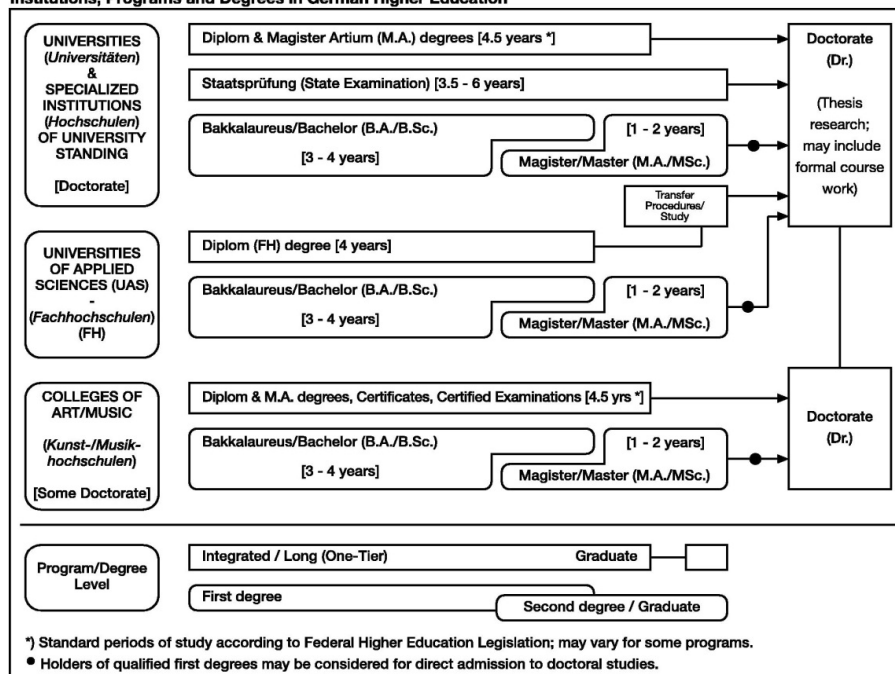 Institutions, Programs and Degrees in German Higher Education
UNIVERSITIES
(Universitäten)
&
SPECIALIZED
INSTITUTIONS
(Hochschulen)
OF UNIVERSITY
STANDING
[Doctorate]
Diplom & Magister Artium (M.A.) degrees [4.5 years *]
Staatsprüfung (State Examination) [3.5 - 6 years]
Bakkalaureus/Bachelor (B.A./B.Sc.)
[3 - 4 years]
[1 - 2 years]
Magister/Master (M.A./MSc.)
Doctorate
(Dr.)
(Thesis
research;
may include
formal course
work)
Transfer
Procedures/
Study
UNIVERSITIES
OF APPLIED
SCIENCES (UAS)
-
(Fachhochschulen)
(FH)
Diplom (FH) degree [4 years]
Bakkalaureus/Bachelor (B.A./B.Sc.)
[3 - 4 years]
[1 - 2 years]
Magister/Master (M.A./MSc.)
COLLEGES OF
ART/MUSIC
(Kunst-/Musik-
hochschulen)
[Some Doctorate]
Diplom & M.A. degrees, Certificates, Certified Examinations [4.5 yrs *]
Bakkalaureus/Bachelor (B.A./B.Sc.)
[3 - 4 years]
[1 - 2 years]
Magister/Master (M.A./MSc.)
Doctorate
(Dr.)
Program/Degree
Level
Integrated / Long (One-Tier) Graduate
First degree
Second degree / Graduate
*) Standard periods of study according to Federal Higher Education Legislation; may vary for some programs.
● Holders of qualified first degrees may be considered for direct admission to doctoral studies.